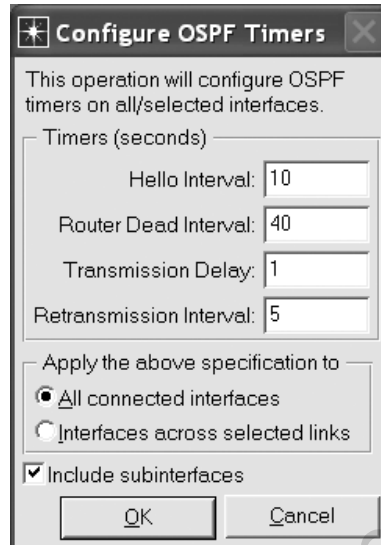 Configure OSPF Timers
This operation will configure OSPF
timers on all/selected interfaces.
Timers (seconds)
Hello Interval: 10
Router Dead Interval: 40
Transmission Delay: 1
Retransmission Interval: 5
Apply the above specification to
All connected interfaces
Interfaces across selected links
Include subinterfaces
OK Cancel